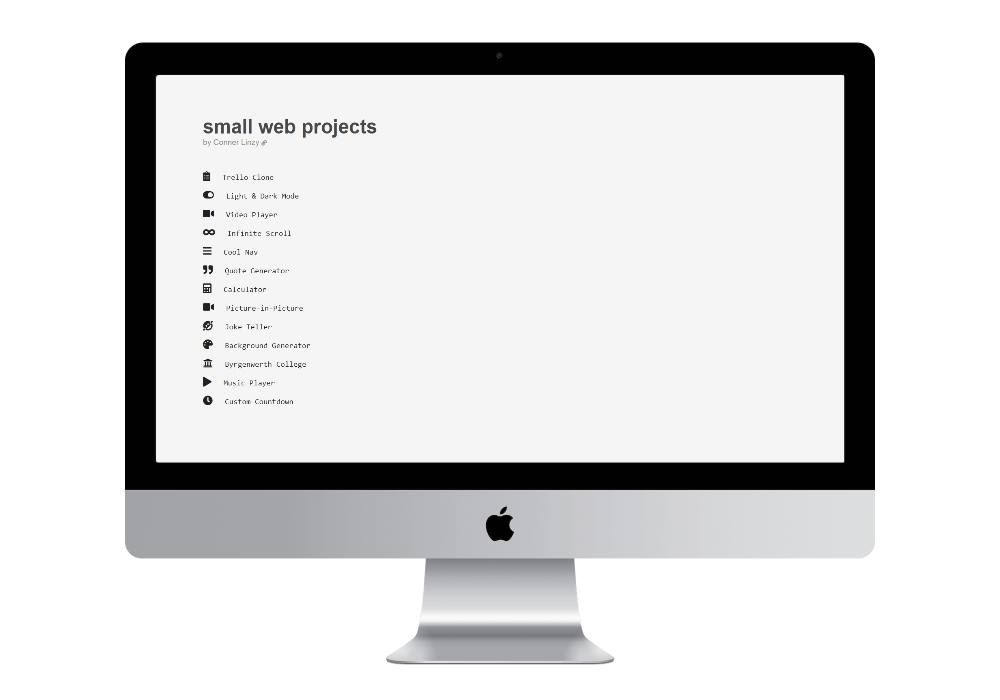 small web projects
by Conner Linzy
Trello Clone
Light & Dark Mode
Video Player
Infinite Scroll
Cool Nav
Quote Generator
Calculator
Picture-in-Picture
Joke Teller
Background Generator
Byrgenwerth College
Music Player
Custom Countdown